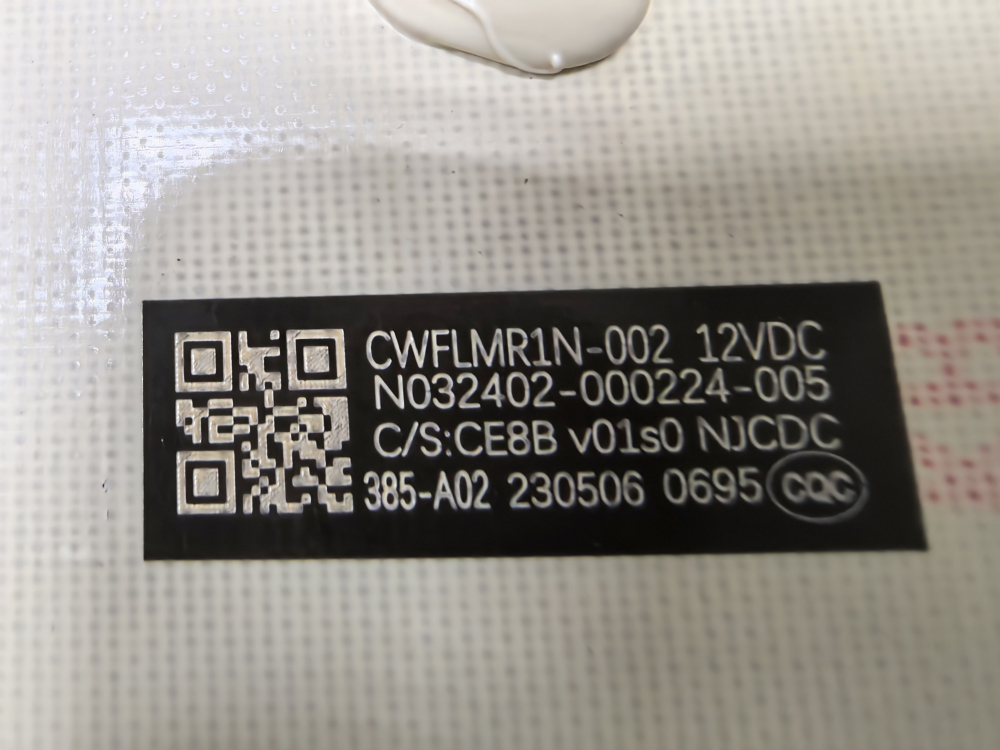 CWFLMR1N-002 12VDC
N032402-000224-005
C/S:CE8B v01s0 NJCDC
385-A02 230506 0695 CQC